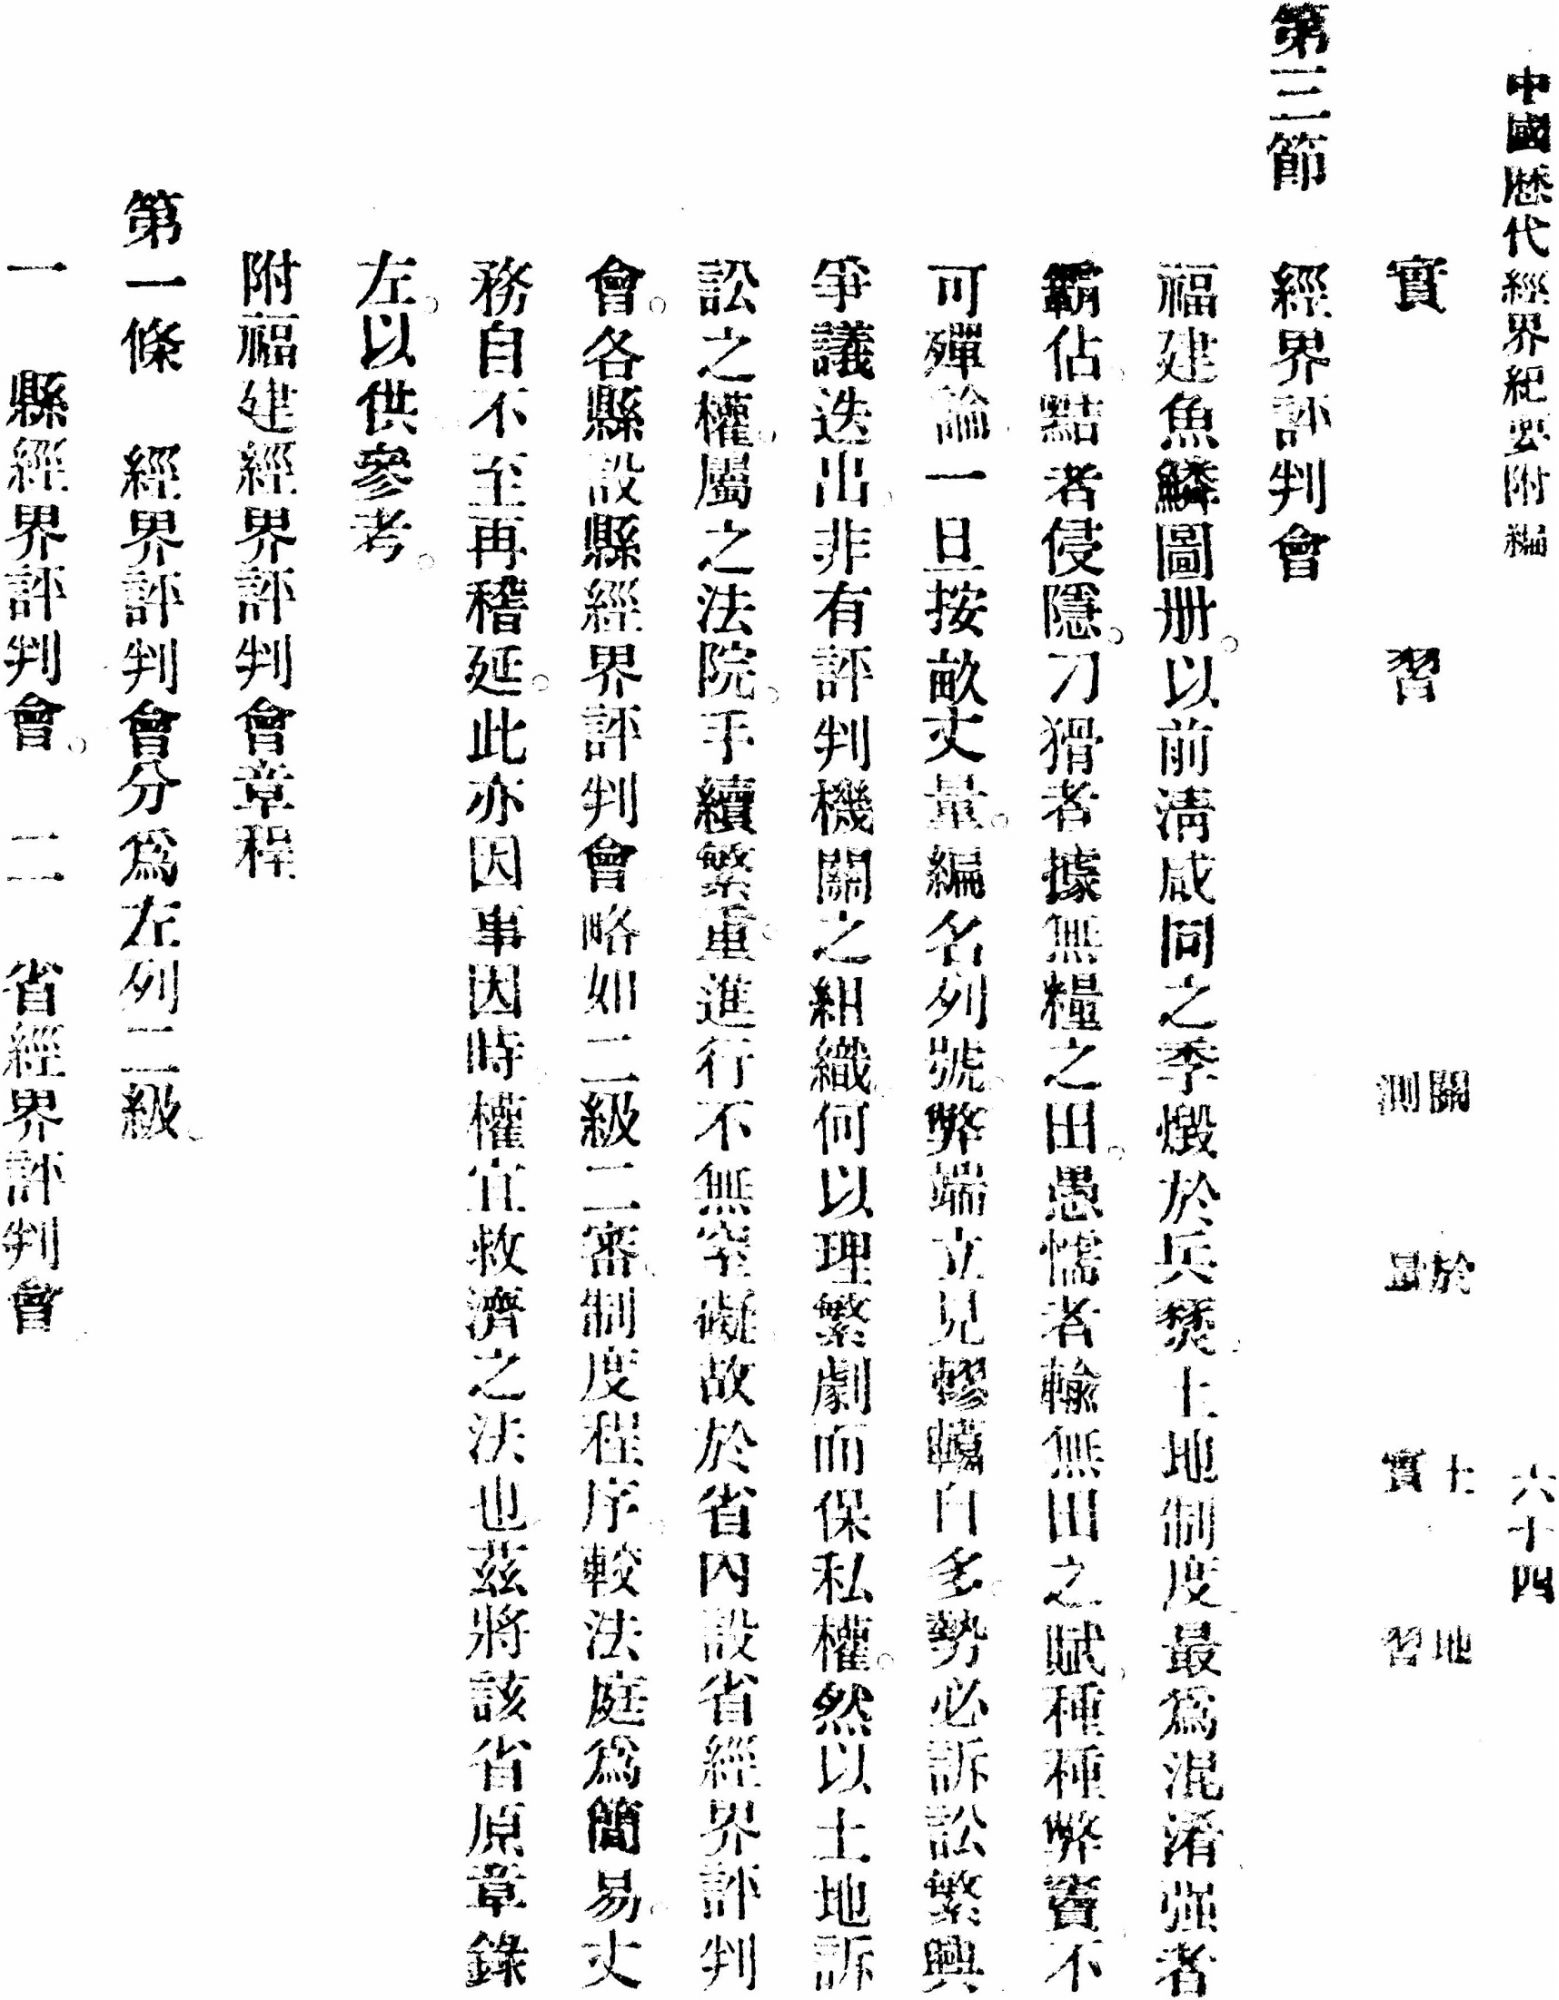 中國歷代經界紀要附編　六十四
實　習　關於土地
測量實習
第三節　經界評判會
福建魚鱗圖册。以前淸咸同之季燬於兵燹。土地制度。最爲混淆强者
霸佔。黠者侵隱。刀猾者據無糧之田。愚懦者輸無田之賦。種種弊竇不
可殫論一旦按畝丈量。編名列號。弊端立見轇轕自多。勢必訴訟繁興
爭議迭出。非有評判機關之組織。何以理繁劇而保私權。然以土地訴
訟之權。屬之法院。手續繁重。進行不無窒礙。故於省內設省經界評判
會。各縣設縣經界評判會略如二級二審。制度程序。較法庭爲簡易。丈
務自不至再稽延。此亦因事因時。權宜救濟之法也。茲將該省原章錄
左。以供參考。
附福建經界評判會章程
第一條　經界評判會分爲左列二級。
一　縣經界評判會。　二　省經界評判會